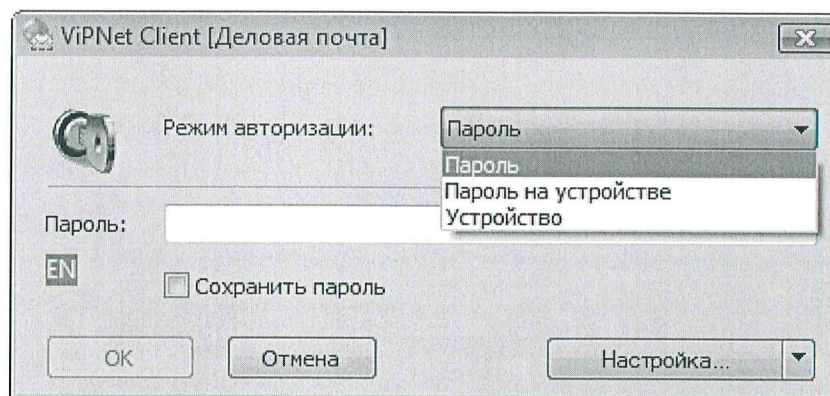 ViPNet Client [Деловая почта]
Режим авторизации:
Пароль
Пароль
Пароль на устройстве
Устройство
Пароль:
EN
Сохранить пароль
OK
Отмена
Настройка...